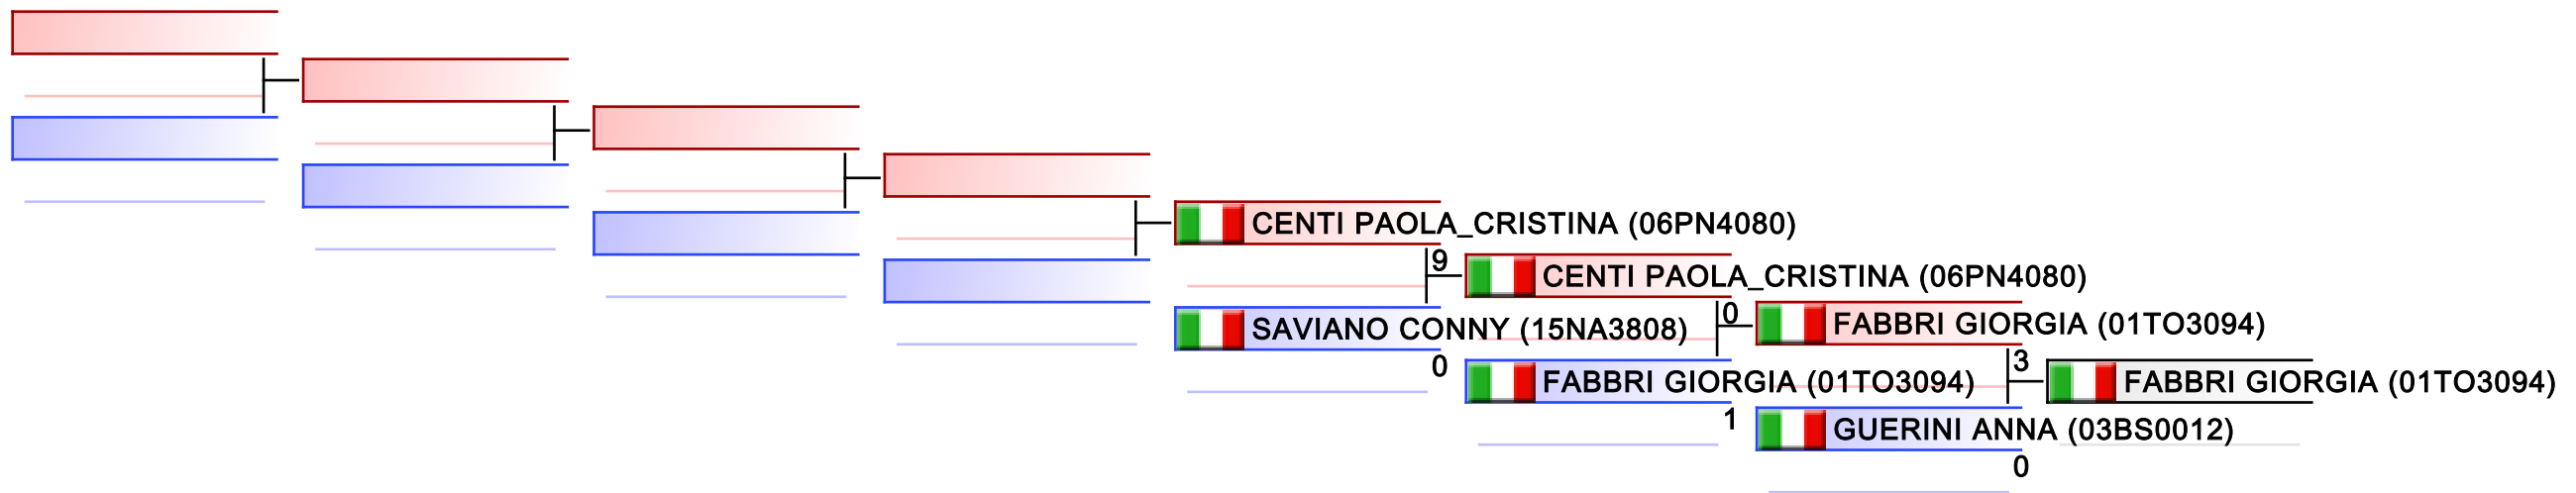 CENTI PAOLA_CRISTINA (06PN4080)
9
CENTI PAOLA_CRISTINA (06PN4080)
SAVIANO CONNY (15NA3808)
0
0
FABBRI GIORGIA (01TO3094)
FABBRI GIORGIA (01TO3094)
1
3
FABBRI GIORGIA (01TO3094)
GUERINI ANNA (03BS0012)
0